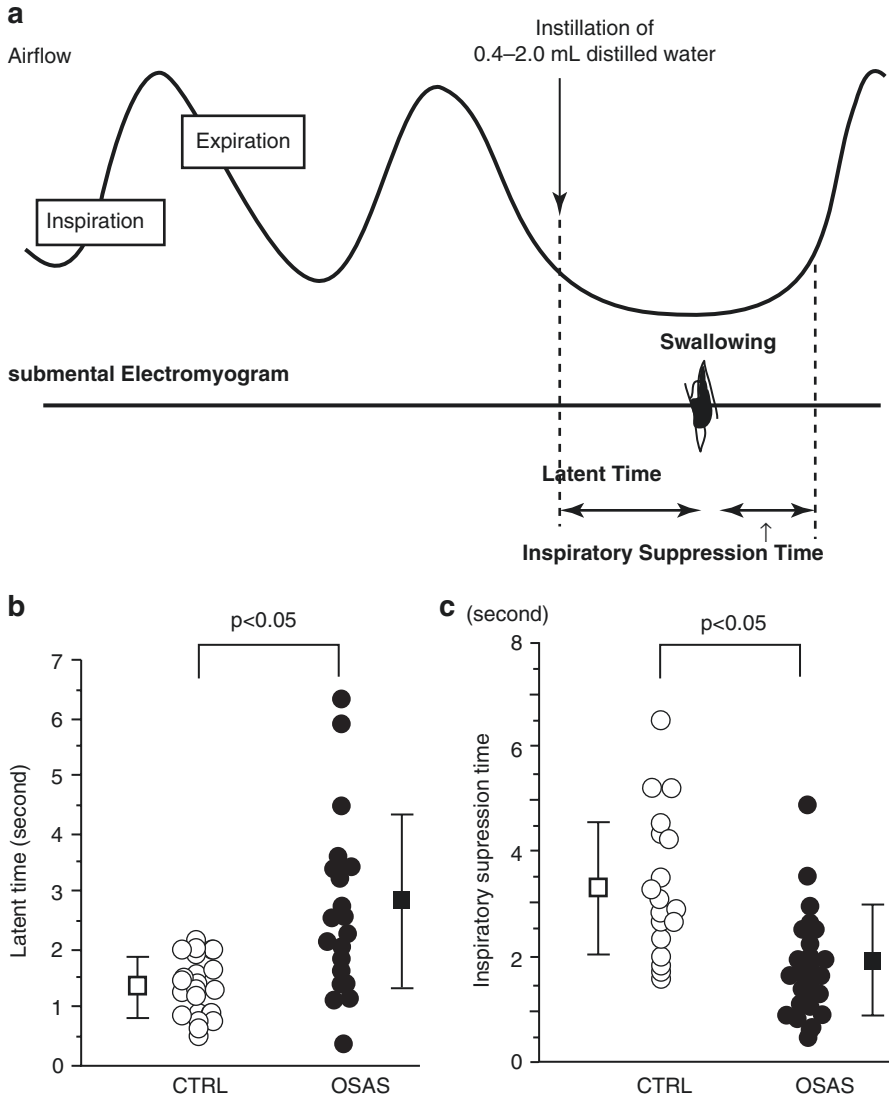 a
Airflow
Instillation of
0.4–2.0 mL distilled water
Expiration
Inspiration
Swallowing
submental Electromyogram
Latent Time
↑
Inspiratory Suppression Time
b
p<0.05
Latent time (second)
7
6
5
4
3
2
1
0
CTRL
OSAS
c
(second)
p<0.05
Inspiratory supression time
8
6
4
2
0
CTRL
OSAS